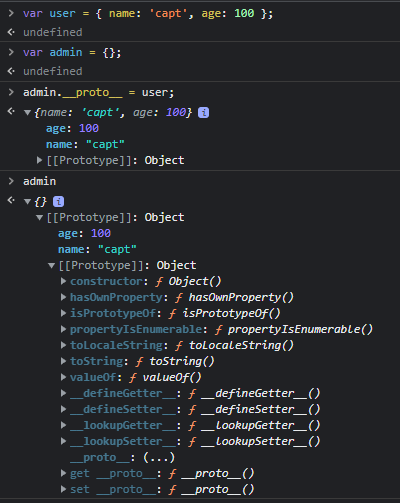 > var user = { name: 'capt', age: 100 };
undefined
> var admin = {};
undefined
> admin.__proto__ = user;
{name: 'capt', age: 100} i
age: 100
name: "capt"
[[Prototype]]: Object
> admin
{} i
[[Prototype]]: Object
age: 100
name: "capt"
[[Prototype]]: Object
constructor: ƒ Object()
hasOwnProperty: ƒ hasOwnProperty()
isPrototypeOf: ƒ isPrototypeOf()
propertyIsEnumerable: ƒ propertyIsEnumerable()
toLocaleString: ƒ toLocaleString()
toString: ƒ toString()
valueOf: ƒ valueOf()
__defineGetter__: ƒ __defineGetter__()
__defineSetter__: ƒ __defineSetter__()
__lookupGetter__: ƒ __lookupGetter__()
__lookupSetter__: ƒ __lookupSetter__()
__proto__: (...)
get __proto__: ƒ __proto__()
set __proto__: ƒ __proto__()